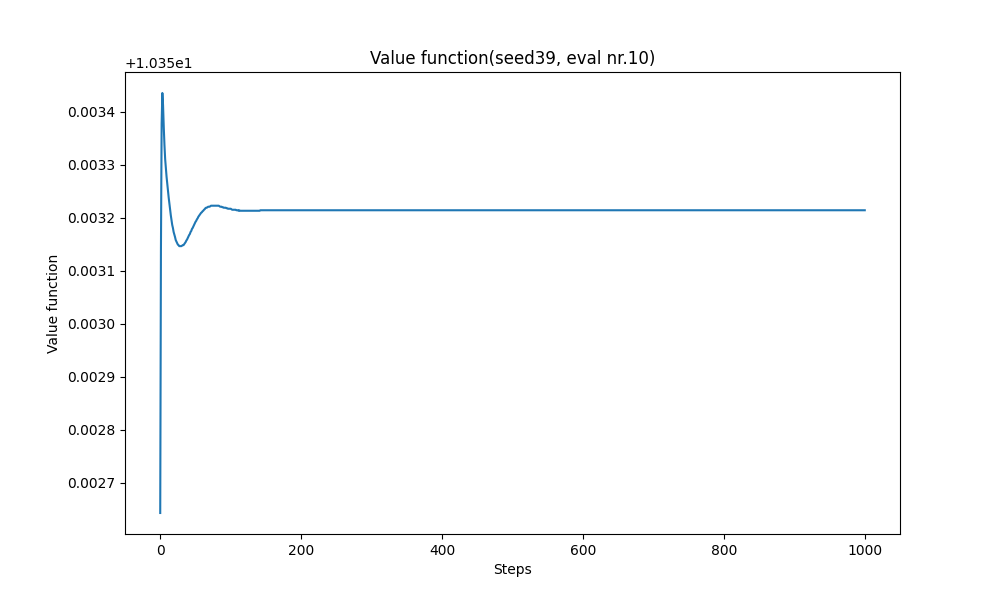 Value function(seed39, eval nr.10)
+1.035e1
0.0034
0.0033
0.0032
0.0031
0.0030
0.0029
0.0028
0.0027
Value function
0 200 400 600 800 1000
Steps